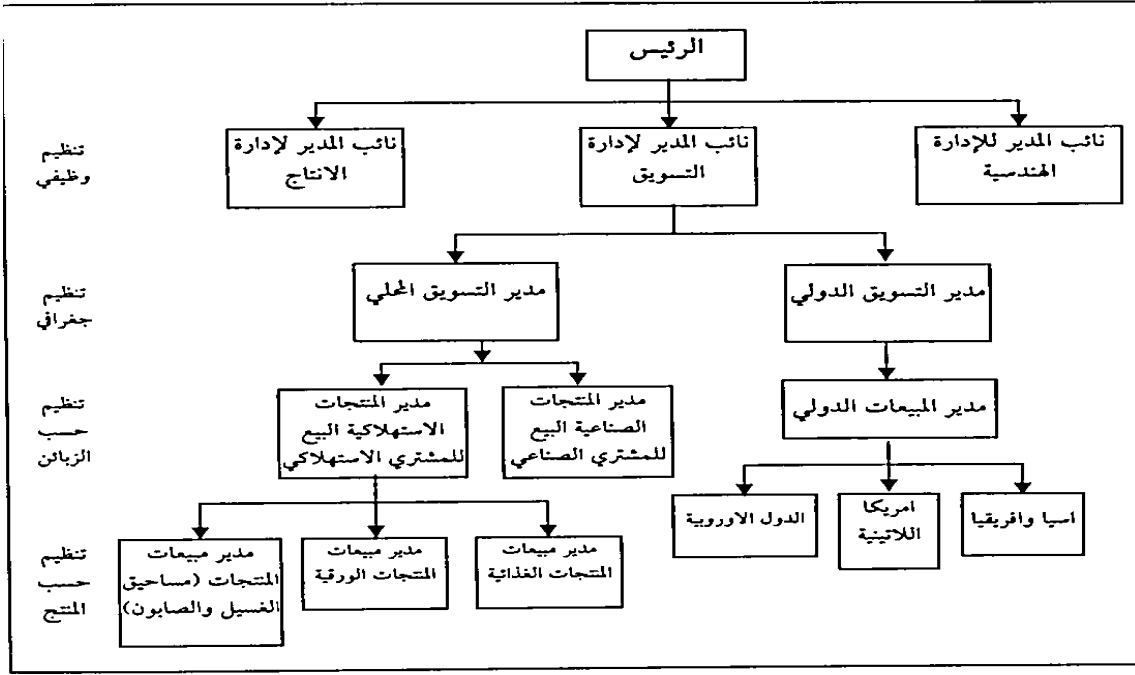 الرئيس
تنظيم
وظيفي
نائب المدير للإدارة
الهندسية
نائب المدير لإدارة
التسويق
نائب المدير لإدارة
الانتاج
تنظيم
جغرافي
مدير التسويق الدولي
مدير التسويق المحلي
تنظيم
حسب
الزبائن
مدير المبيعات الدولي
مدير المنتجات
الصناعية البيع
للمشتري الصناعي
مدير المنتجات
الاستهلاكية البيع
للمشتري الاستهلاكي
اسيا وافريقيا
امريكا
اللاتينية
الدول الاوروبية
تنظيم
حسب
المنتج
مدير مبيعات
المنتجات الغذائية
مدير مبيعات
المنتجات الورقية
مدير مبيعات
المنتجات (مساحيق
الغسيل والصابون)